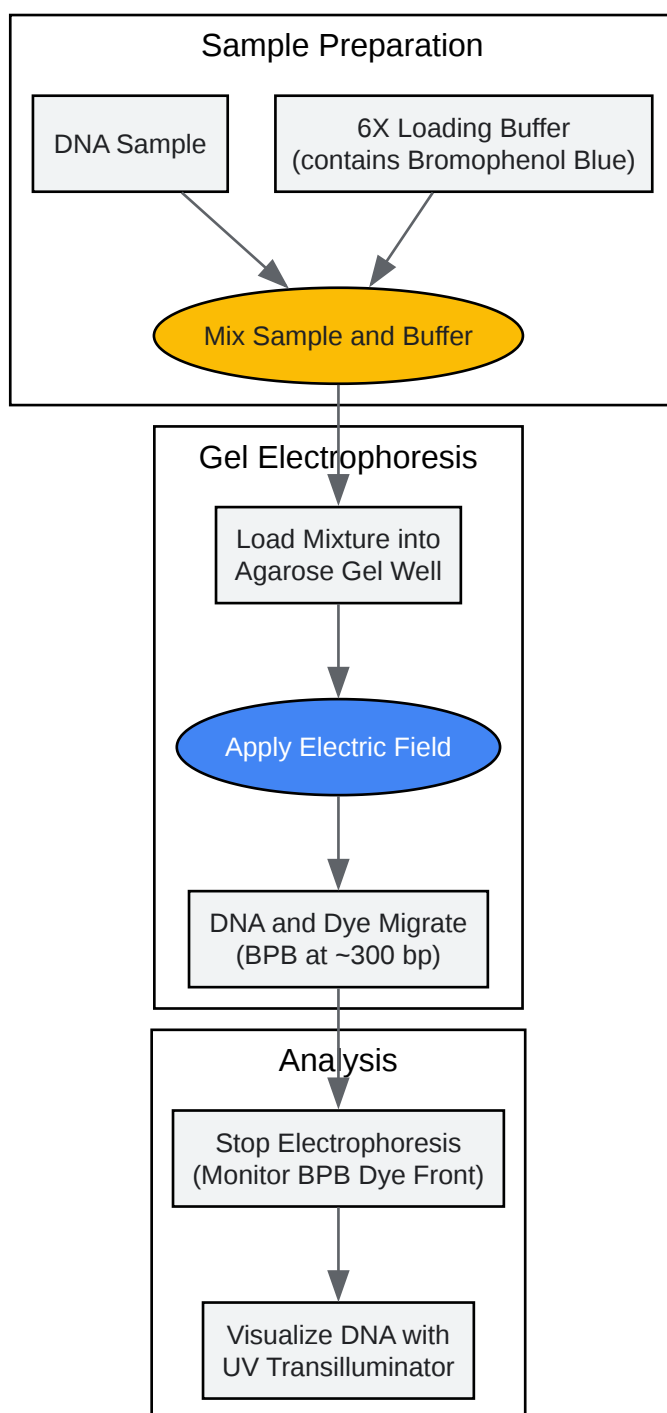 Sample Preparation
DNA Sample
6X Loading Buffer
(contains Bromophenol Blue)
Mix Sample and Buffer
Gel Electrophoresis
Load Mixture into
Agarose Gel Well
Apply Electric Field
DNA and Dye Migrate
(BPB at ~300 bp)
Analysis
Stop Electrophoresis
(Monitor BPB Dye Front)
Visualize DNA with
UV Transilluminator